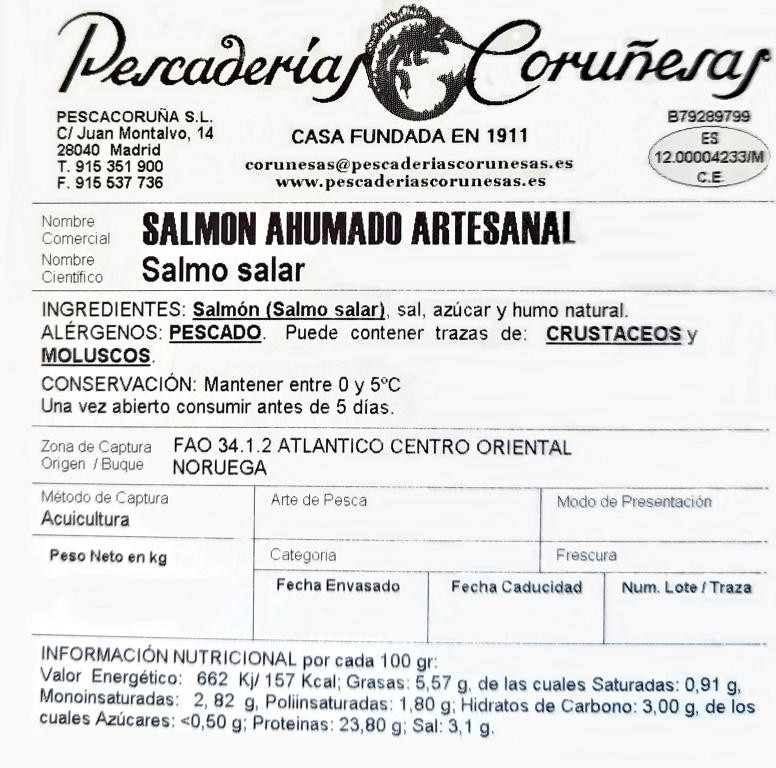 Pescaderías Coruñesas
PESCACORUÑA S.L.
C/ Juan Montalvo, 14
28040 Madrid
T. 915 351 900
F. 915 537 736
CASA FUNDADA EN 1911
corunesas@pescaderiascorunesas.es
www.pescaderiascorunesas.es
B79289799
ES
12.00004233/M
C.E.
Nombre Comercial SALMON AHUMADO ARTESANAL
Nombre Científico Salmo salar
INGREDIENTES: Salmón (Salmo salar), sal, azúcar y humo natural.
ALÉRGENOS: PESCADO. Puede contener trazas de: CRUSTACEOS y
MOLUSCOS.
CONSERVACIÓN: Mantener entre 0 y 5ºC
Una vez abierto consumir antes de 5 días.
Zona de Captura FAO 34.1.2 ATLANTICO CENTRO ORIENTAL
Origen / Buque NORUEGA
Método de Captura
Acuicultura
Arte de Pesca
Modo de Presentación
Peso Neto en kg
Categoria
Frescura
Fecha Envasado
Fecha Caducidad
Num. Lote / Traza
INFORMACIÓN NUTRICIONAL por cada 100 gr:
Valor Energético: 662 Kj/ 157 Kcal; Grasas: 5,57 g, de las cuales Saturadas: 0,91 g,
Monoinsaturadas: 2, 82 g, Poliinsaturadas: 1,80 g; Hidratos de Carbono: 3,00 g, de los
cuales Azúcares: <0,50 g; Proteinas: 23,80 g; Sal: 3,1 g.